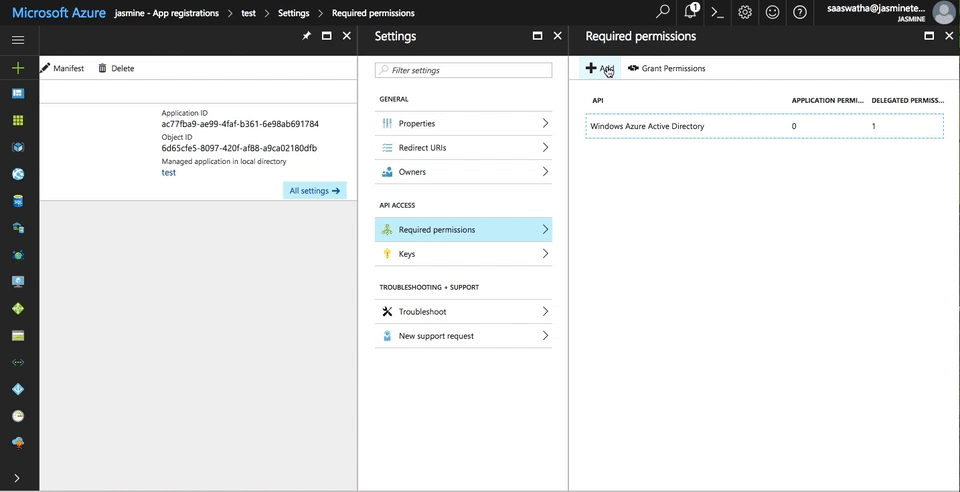 Microsoft Azure jasmine - App registrations > test > Settings > Required permissions
1
saaswatha@jasminete...
JASMINE
Manifest Delete
Application ID
ac77fba9-ae99-4faf-b361-6e98ab691784
Object ID
6d65cfe5-8097-420f-af88-a9ca02180dfb
Managed application in local directory
test
All settings →
Settings
Filter settings
GENERAL
Properties
Redirect URIs
Owners
API ACCESS
Required permissions
Keys
TROUBLESHOOTING + SUPPORT
Troubleshoot
New support request
Required permissions
Add Grant Permissions
API APPLICATION PERMI... DELEGATED PERMISS...
Windows Azure Active Directory 0 1